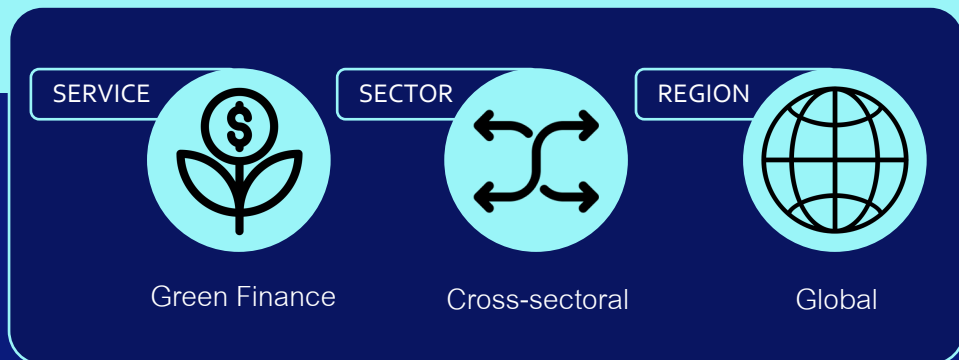 SERVICE
SECTOR
REGION
$
Green Finance
Cross-sectoral
Global